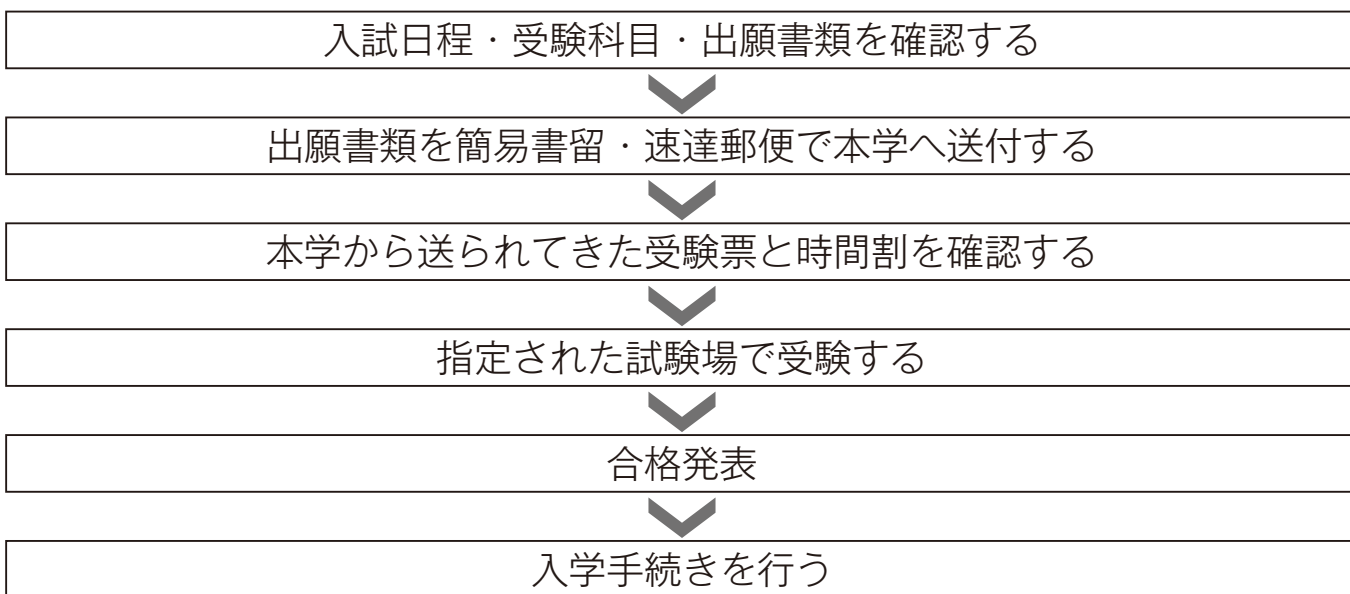 入試日程・受験科目・出願書類を確認する
出願書類を簡易書留・速達郵便で本学へ送付する
本学から送られてきた受験票と時間割を確認する
指定された試験場で受験する
合格発表
入学手続きを行う